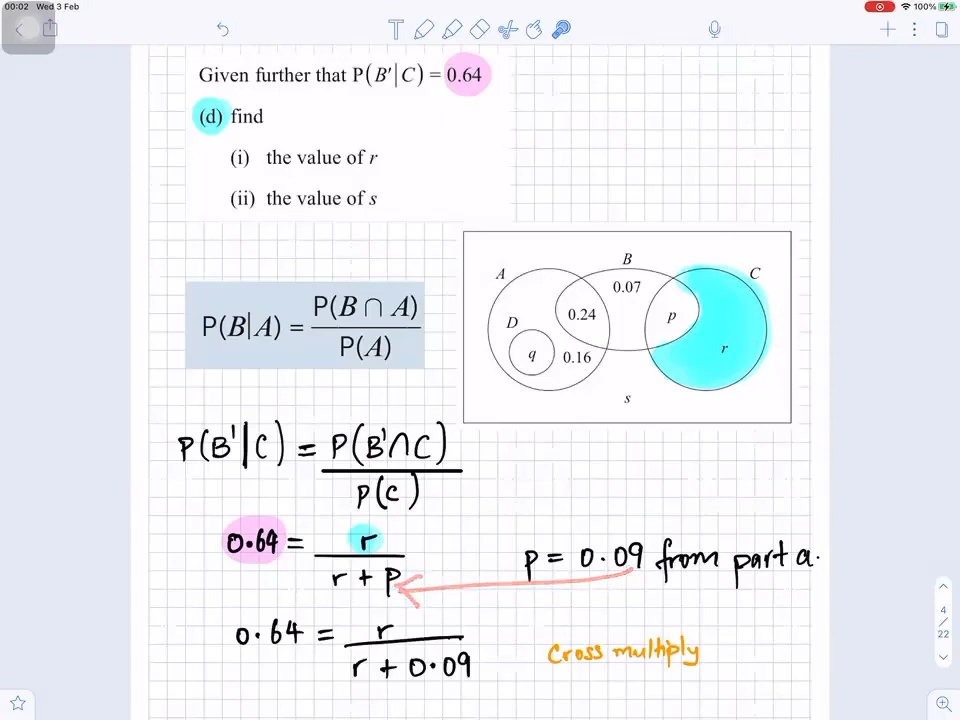 00:02 Wed 3 Feb
100%
T
Given further that P(B′|C) = 0.64
(d) find
(i) the value of r
(ii) the value of s
P(B|A) = P(B ∩ A) / P(A)
A
B
C
0.07
0.24
p
D
q
0.16
r
s
P(B'|C) = P(B'∩C) / P(C)
0.64 = r / r + p
p = 0.09 from part a.
0.64 = r / r + 0.09
Cross multiply
4
/
22